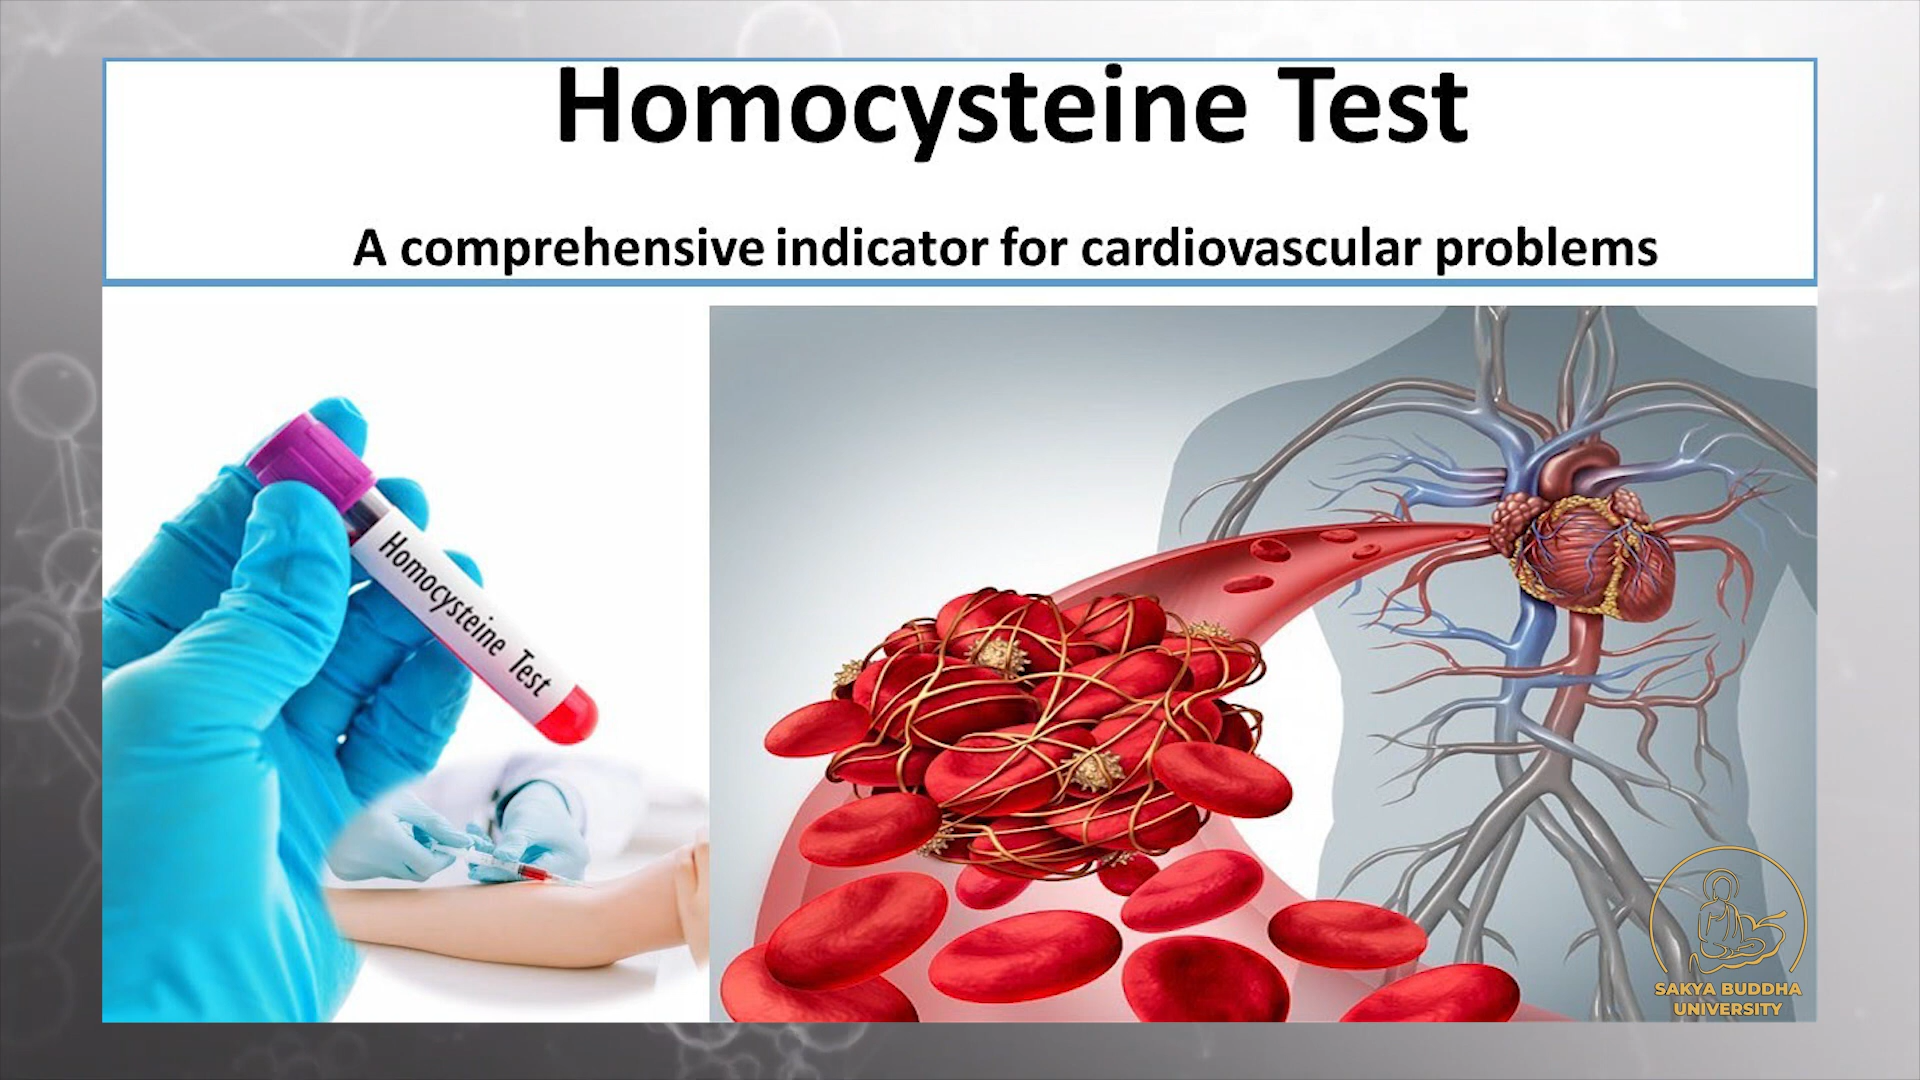 Homocysteine Test
A comprehensive indicator for cardiovascular problems
Homocysteine Test
SAKYA BUDDHA
UNIVERSITY